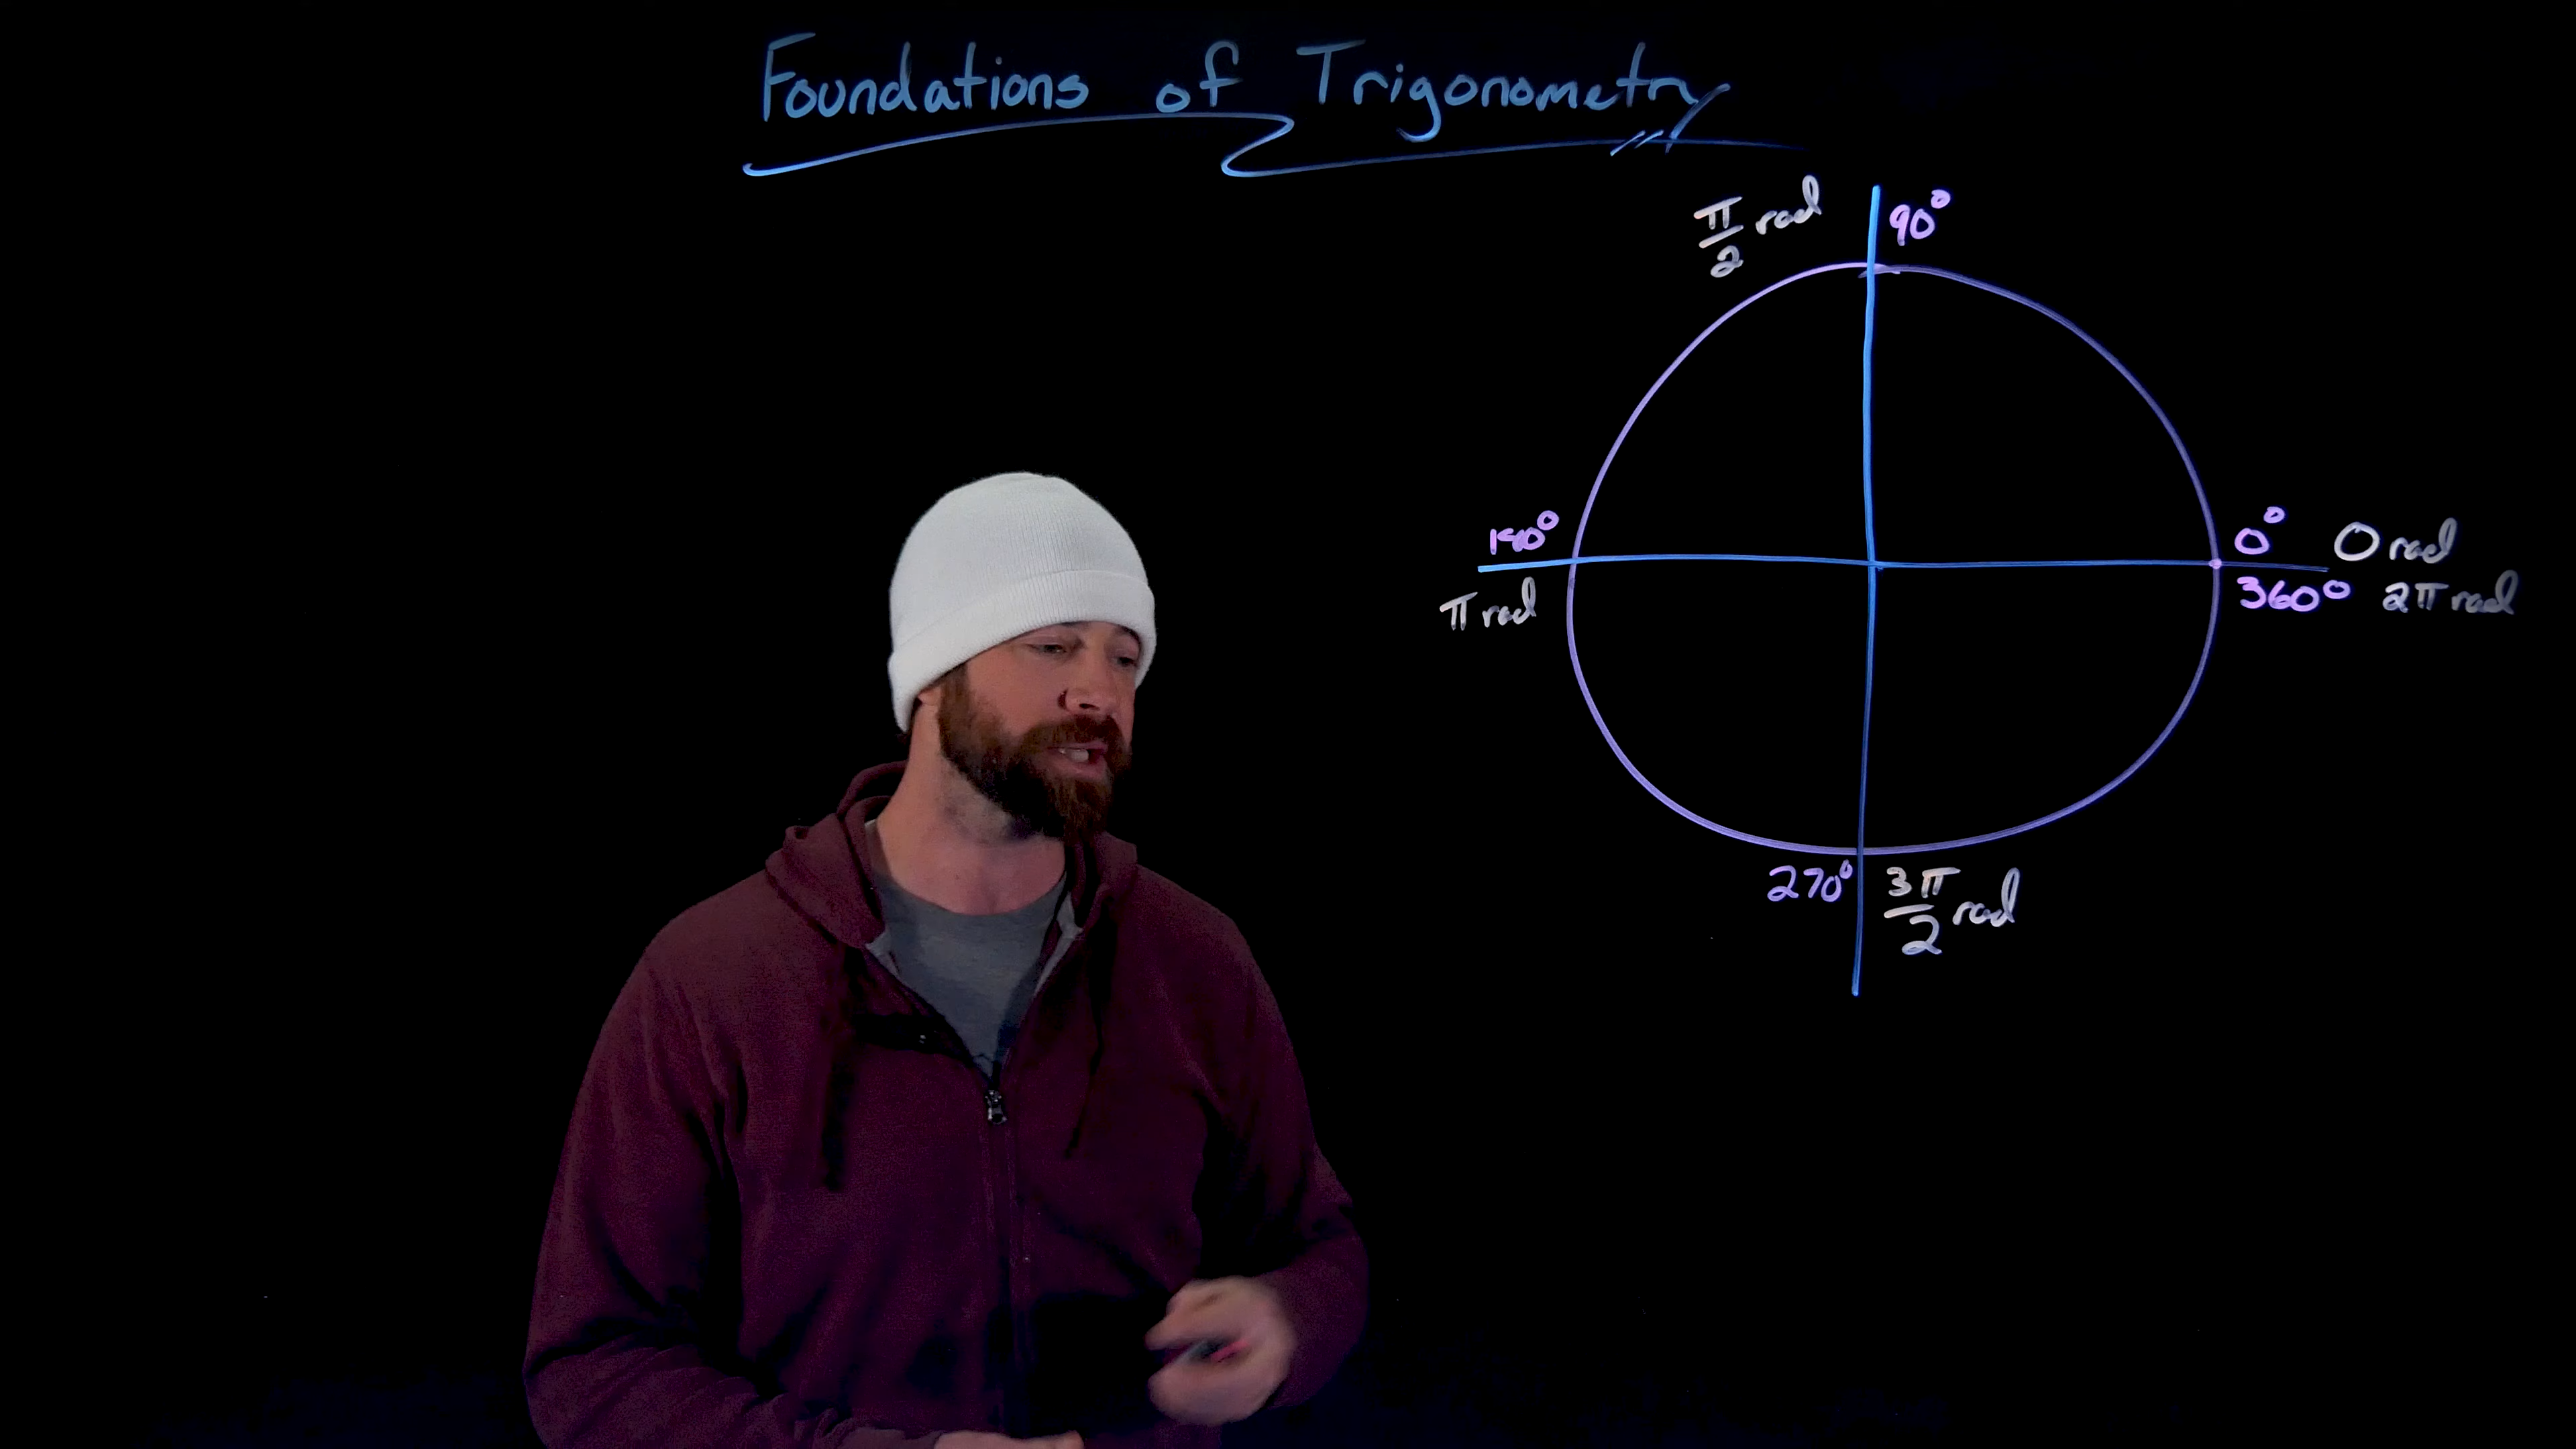 Foundations of Trigonometry
π/2 rad 90°
180° 0° 0 rad
π rad 360° 2π rad
270° 3π/2 rad